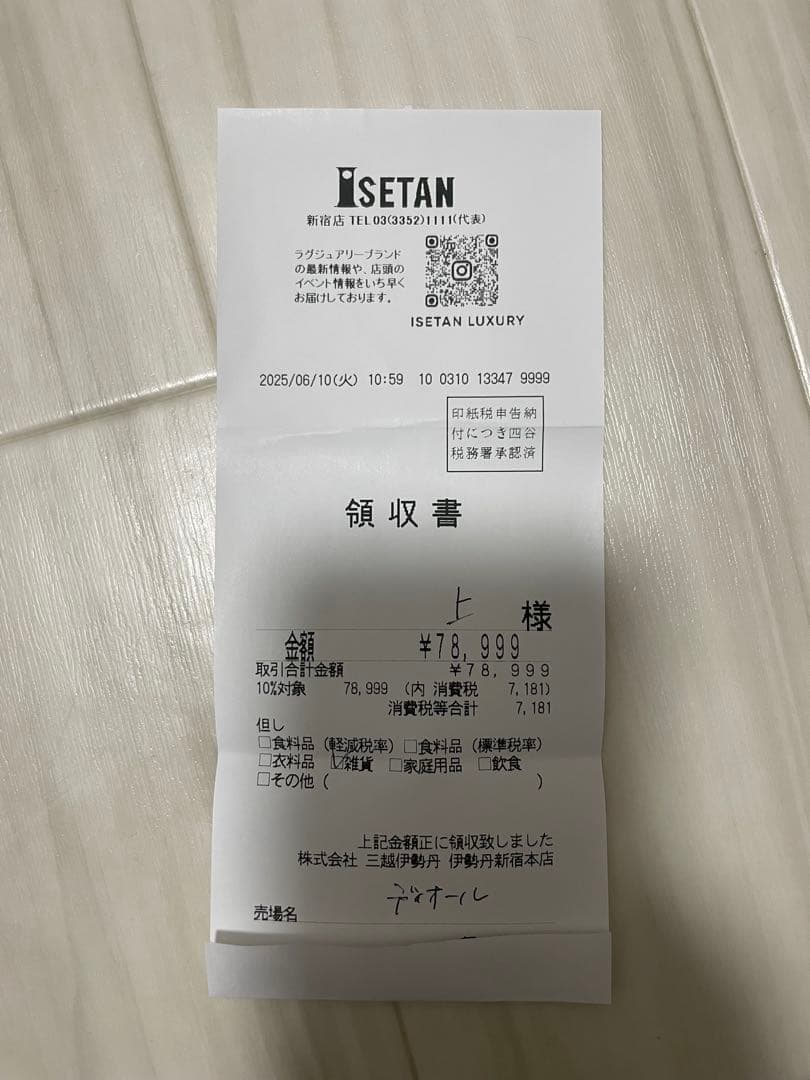 ISETAN
新宿店 TEL 03(3352)1111(代表)
ラグジュアリーブランド
の最新情報や、店頭の
イベント情報をいち早く
お届けしております。
ISETAN LUXURY
2025/06/10(火) 10:59 10 0310 13347 9999
印紙税申告納
付につき四谷
税務署承認済
領収書
上 様
金額 ¥78,999
取引合計金額 ¥78,999
10%対象 78,999 (内 消費税 7,181)
消費税等合計 7,181
但し
□食料品(軽減税率)□食料品(標準税率)
□衣料品 ☑雑貨 □家庭用品 □飲食
□その他( )
上記金額正に領収致しました
株式会社 三越伊勢丹 伊勢丹新宿本店
ディオール
売場名